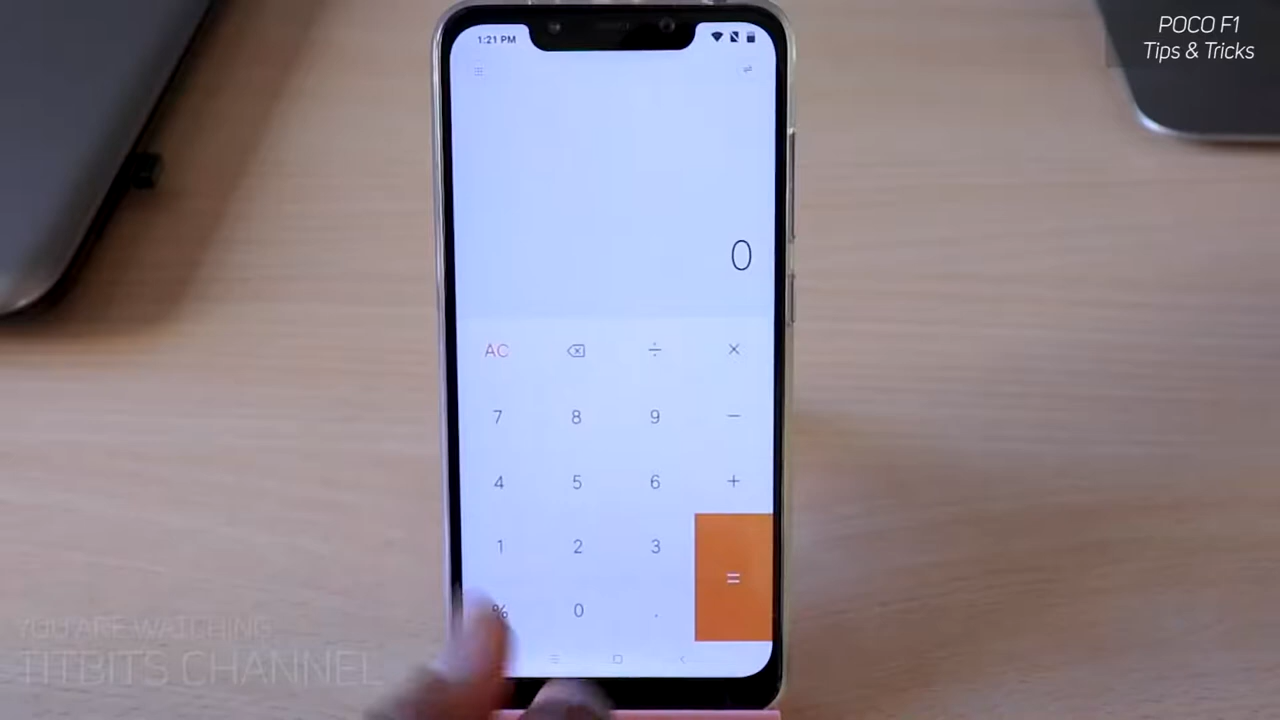 POCO F1
Tips & Tricks
1:21 PM
0
AC ÷ ×
7 8 9 −
4 5 6 +
1 2 3
=
% 0 .
YOU ARE WATCHING
TITBITS CHANNEL